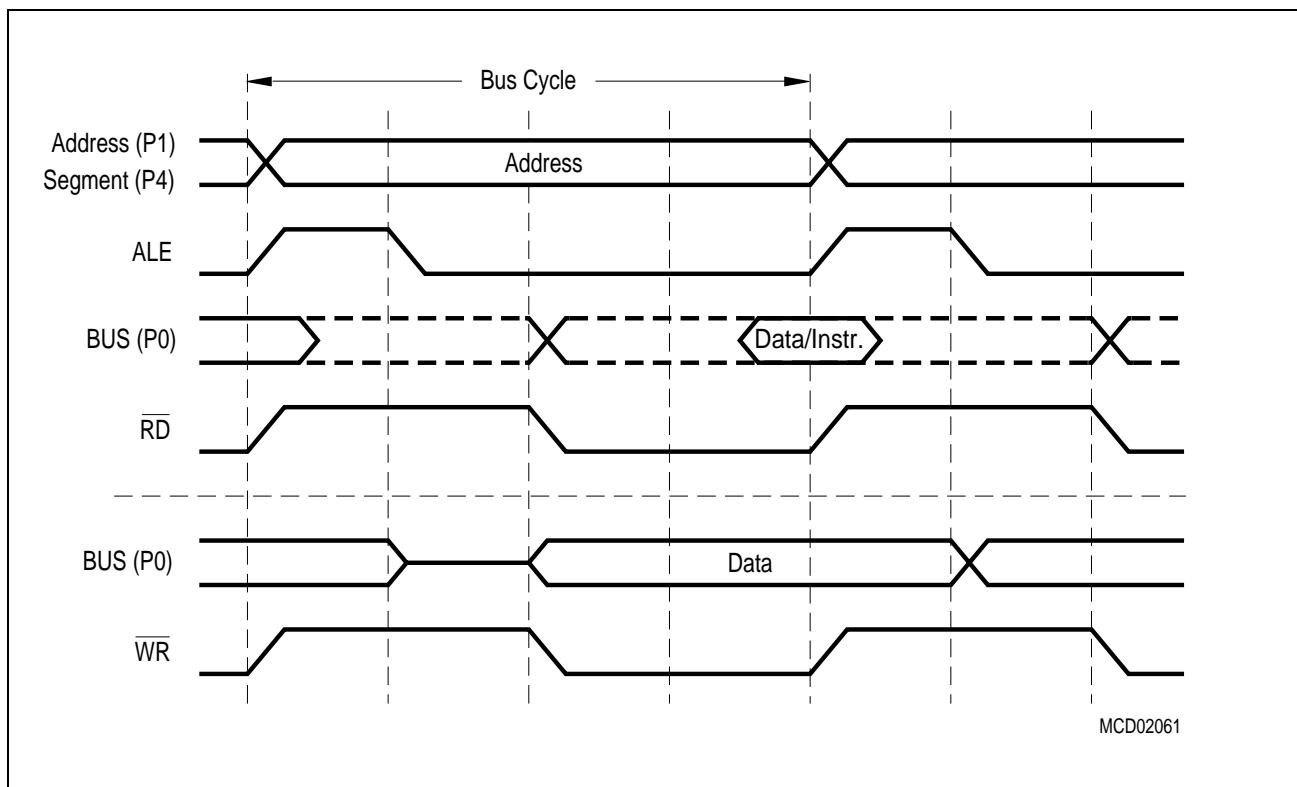 Bus Cycle
Address (P1)
Segment (P4)
Address
ALE
BUS (P0)
Data/Instr.
RD
BUS (P0)
Data
WR
MCD02061